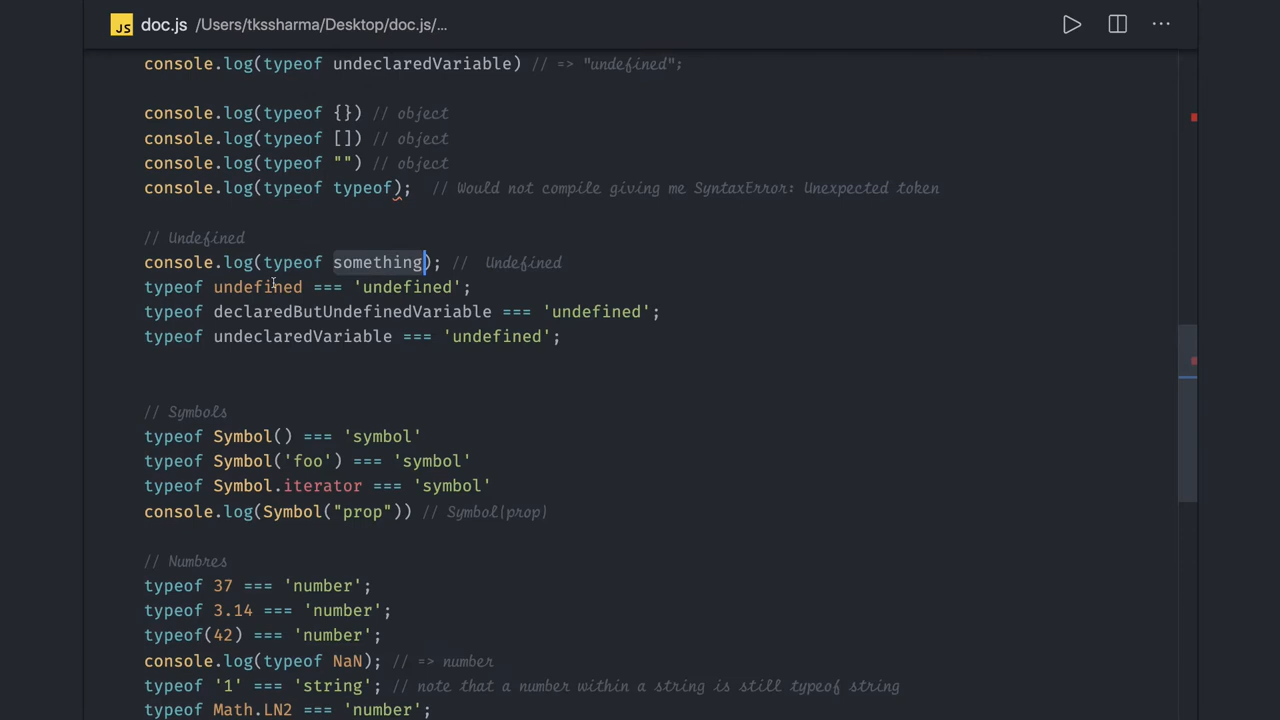 JS doc.js /Users/tkssharma/Desktop/doc.js/...
console.log(typeof undeclaredVariable) // => "undefined";
console.log(typeof {}) // object
console.log(typeof []) // object
console.log(typeof "") // object
console.log(typeof typeof);  // Would not compile giving me SyntaxError: Unexpected token
// Undefined
console.log(typeof something); //  Undefined
typeof undefined === 'undefined';
typeof declaredButUndefinedVariable === 'undefined';
typeof undeclaredVariable === 'undefined';
// Symbols
typeof Symbol() === 'symbol'
typeof Symbol('foo') === 'symbol'
typeof Symbol.iterator === 'symbol'
console.log(Symbol("prop")) // Symbol(prop)
// Numbres
typeof 37 === 'number';
typeof 3.14 === 'number';
typeof(42) === 'number';
console.log(typeof NaN); // => number
typeof '1' === 'string'; // note that a number within a string is still typeof string
typeof Math.LN2 === 'number';